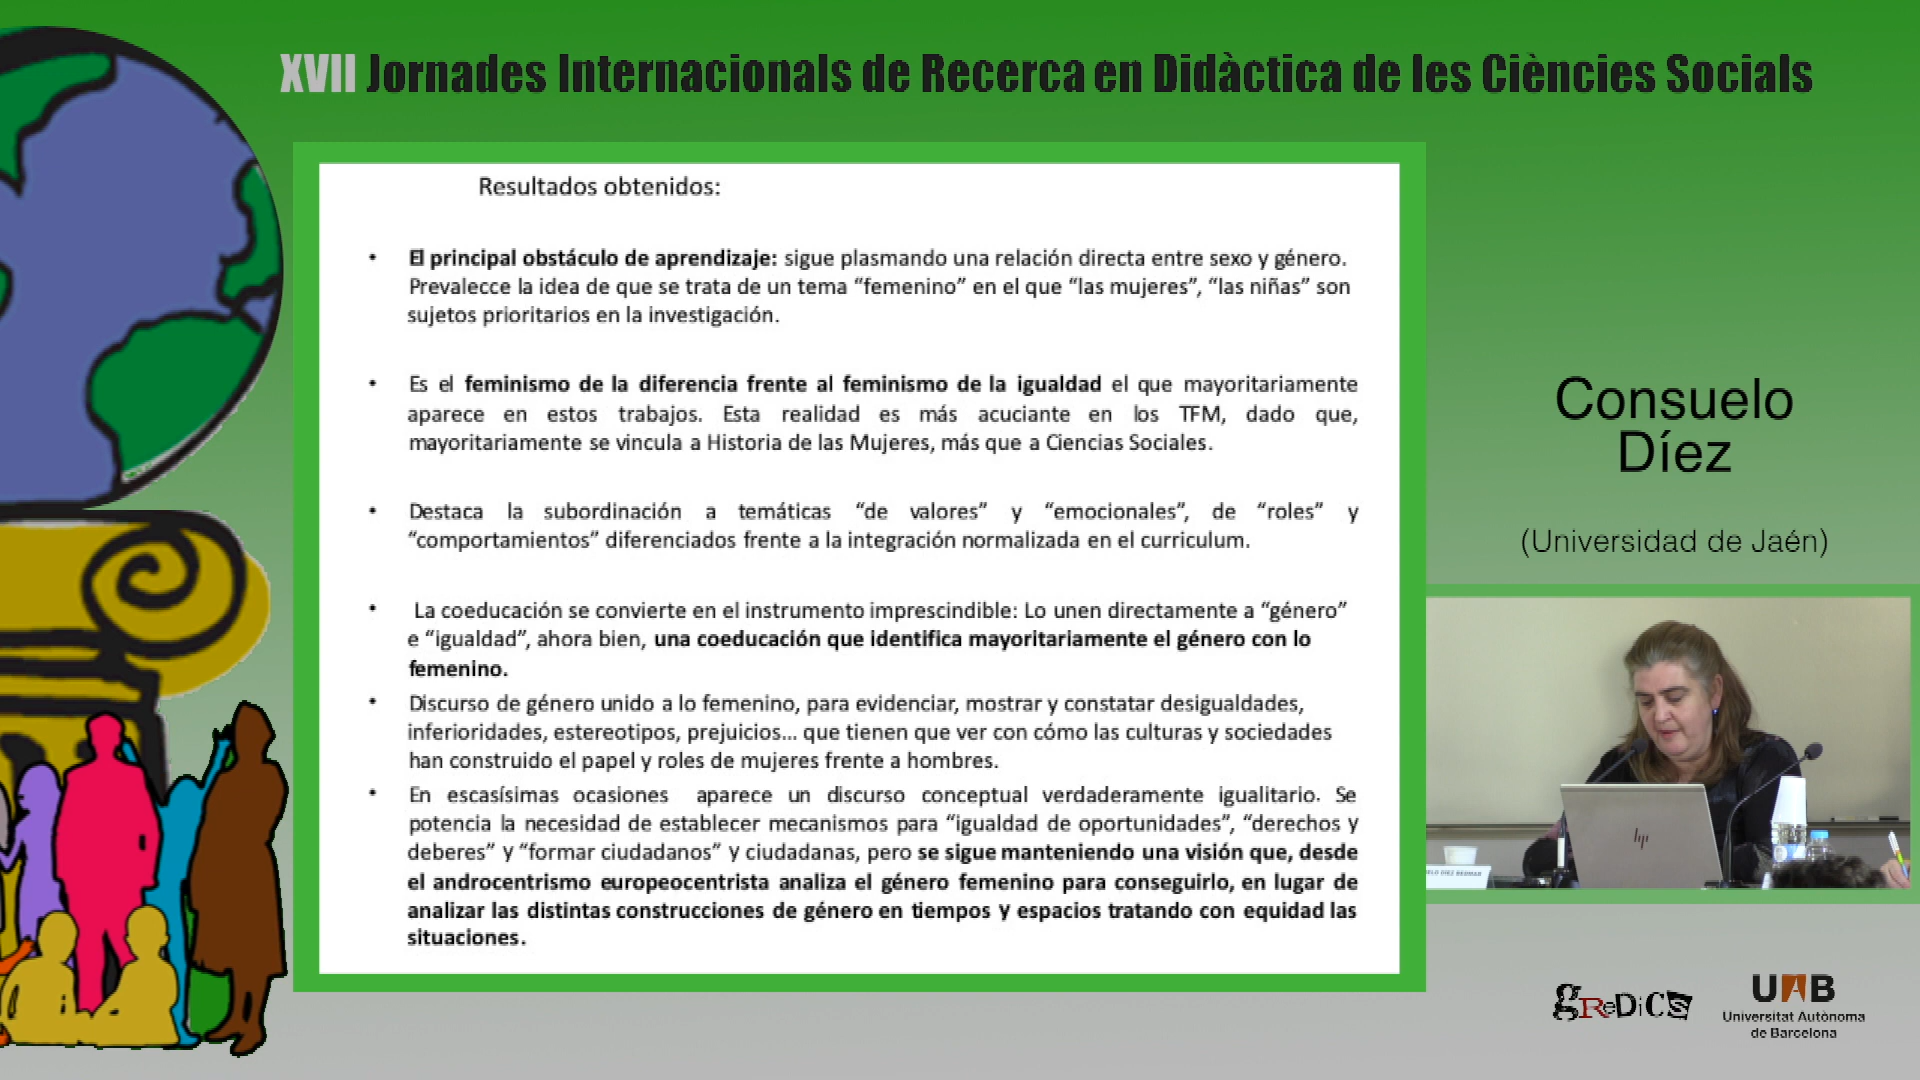 XVII Jornades Internacionals de Recerca en Didàctica de les Ciències Socials
Resultados obtenidos:
• El principal obstáculo de aprendizaje: sigue plasmando una relación directa entre sexo y género.
Prevalecce la idea de que se trata de un tema “femenino” en el que “las mujeres”, “las niñas” son
sujetos prioritarios en la investigación.
• Es el feminismo de la diferencia frente al feminismo de la igualdad el que mayoritariamente
aparece en estos trabajos. Esta realidad es más acuciante en los TFM, dado que,
mayoritariamente se vincula a Historia de las Mujeres, más que a Ciencias Sociales.
• Destaca la subordinación a temáticas “de valores” y “emocionales”, de “roles” y
“comportamientos” diferenciados frente a la integración normalizada en el curriculum.
• La coeducación se convierte en el instrumento imprescindible: Lo unen directamente a “género”
e “igualdad”, ahora bien, una coeducación que identifica mayoritariamente el género con lo
femenino.
• Discurso de género unido a lo femenino, para evidenciar, mostrar y constatar desigualdades,
inferioridades, estereotipos, prejuicios... que tienen que ver con cómo las culturas y sociedades
han construido el papel y roles de mujeres frente a hombres.
• En escasísimas ocasiones aparece un discurso conceptual verdaderamente igualitario. Se
potencia la necesidad de establecer mecanismos para “igualdad de oportunidades”, “derechos y
deberes” y “formar ciudadanos” y ciudadanas, pero se sigue manteniendo una visión que, desde
el androcentrismo europeocentrista analiza el género femenino para conseguirlo, en lugar de
analizar las distintas construcciones de género en tiempos y espacios tratando con equidad las
situaciones.
Consuelo
Díez
(Universidad de Jaén)
hp
DÍEZ BEDMAR
gReDiCS
UAB
Universitat Autònoma
de Barcelona